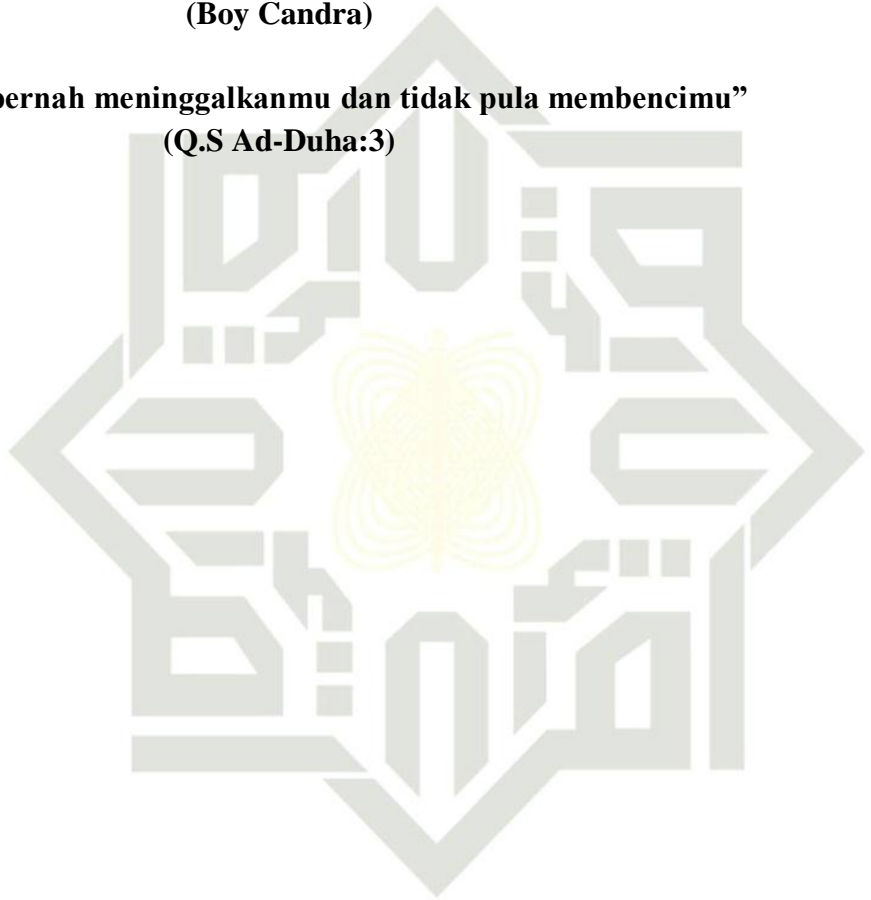 (Boy Candra)
pernah meninggalkanmu dan tidak pula membencimu”
(Q.S Ad-Duha:3)